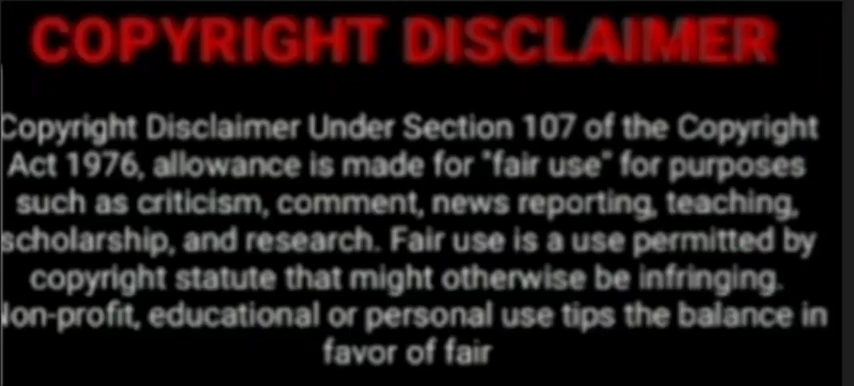 COPYRIGHT DISCLAIMER
Copyright Disclaimer Under Section 107 of the Copyright
Act 1976, allowance is made for "fair use" for purposes
such as criticism, comment, news reporting, teaching,
scholarship, and research. Fair use is a use permitted by
copyright statute that might otherwise be infringing.
Non-profit, educational or personal use tips the balance in
favor of fair